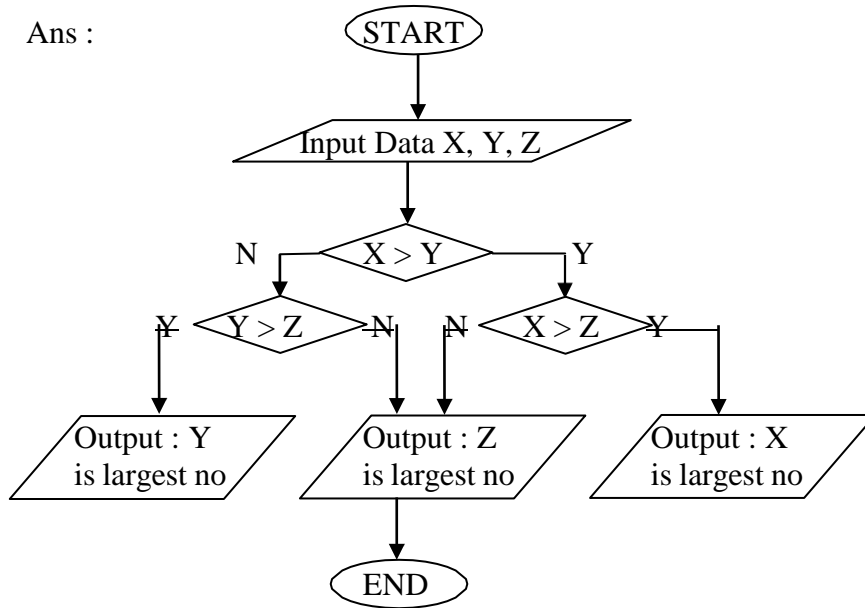 Ans :
START
Input Data X, Y, Z
N
X > Y
Y
Y
Y > Z
N
N
X > Z
Y
Output : Y
is largest no
Output : Z
is largest no
Output : X
is largest no
END